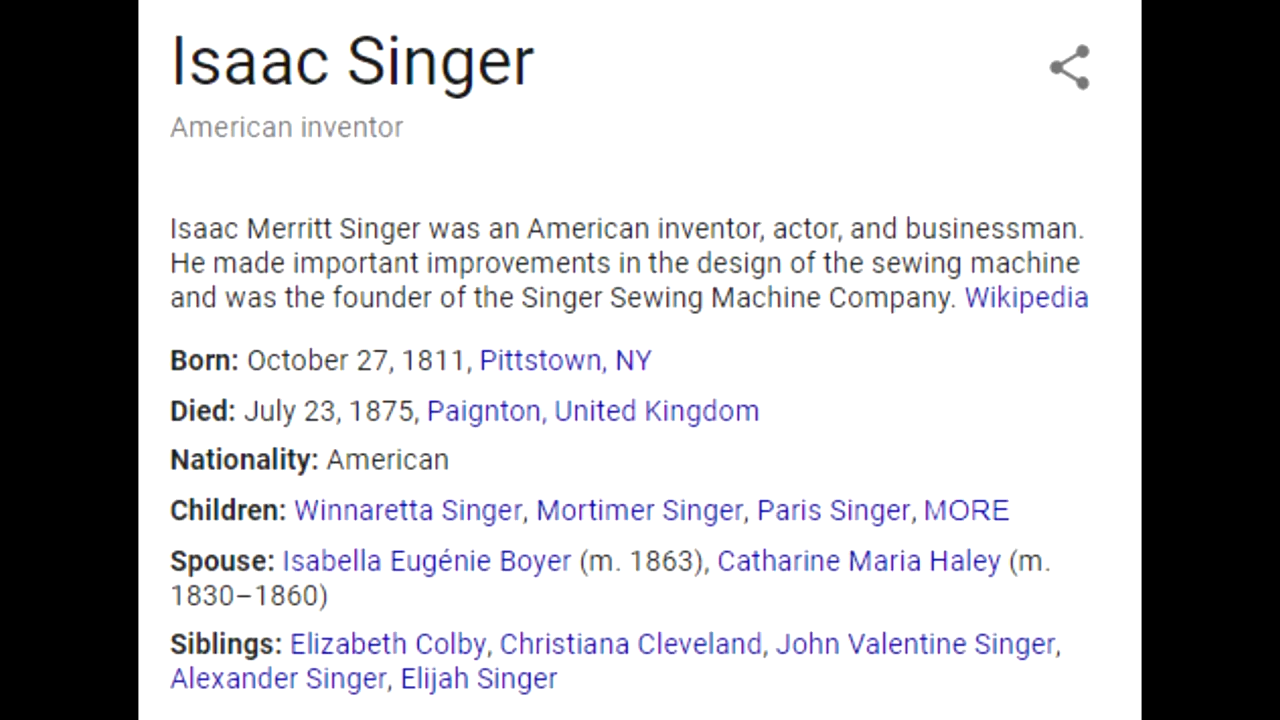 Isaac Singer
American inventor
Isaac Merritt Singer was an American inventor, actor, and businessman.
He made important improvements in the design of the sewing machine
and was the founder of the Singer Sewing Machine Company. Wikipedia
Born: October 27, 1811, Pittstown, NY
Died: July 23, 1875, Paignton, United Kingdom
Nationality: American
Children: Winnaretta Singer, Mortimer Singer, Paris Singer, MORE
Spouse: Isabella Eugénie Boyer (m. 1863), Catharine Maria Haley (m.
1830–1860)
Siblings: Elizabeth Colby, Christiana Cleveland, John Valentine Singer,
Alexander Singer, Elijah Singer